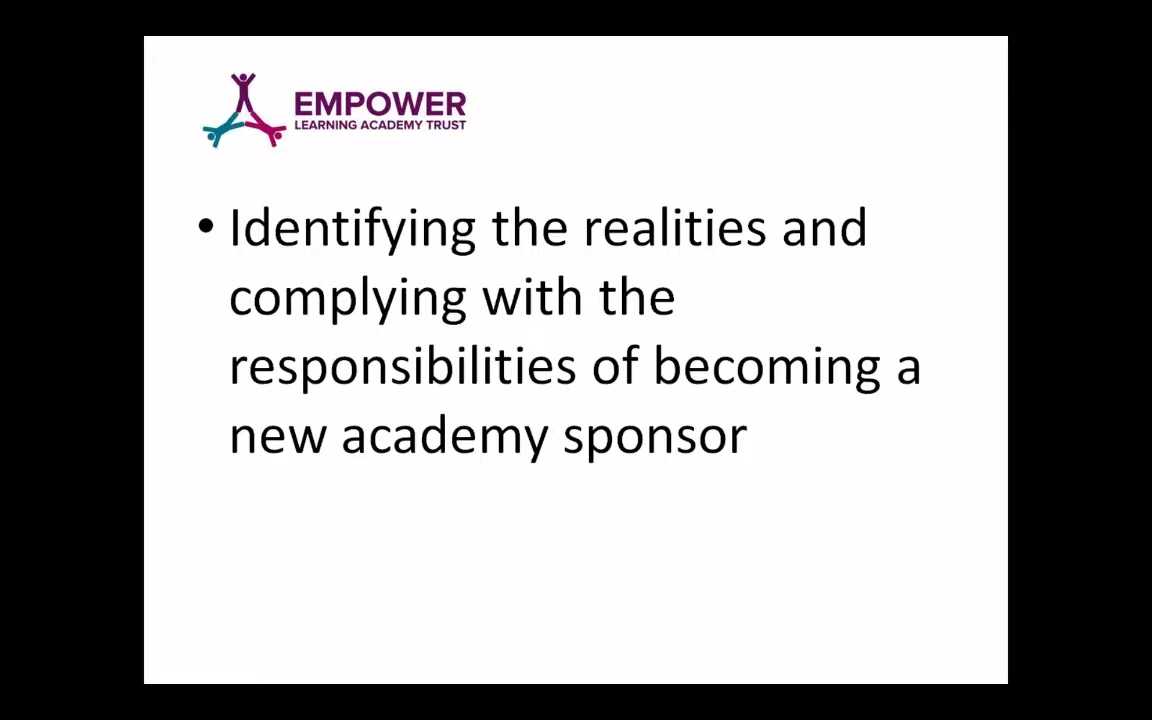 EMPOWER
LEARNING ACADEMY TRUST
• Identifying the realities and
complying with the
responsibilities of becoming a
new academy sponsor